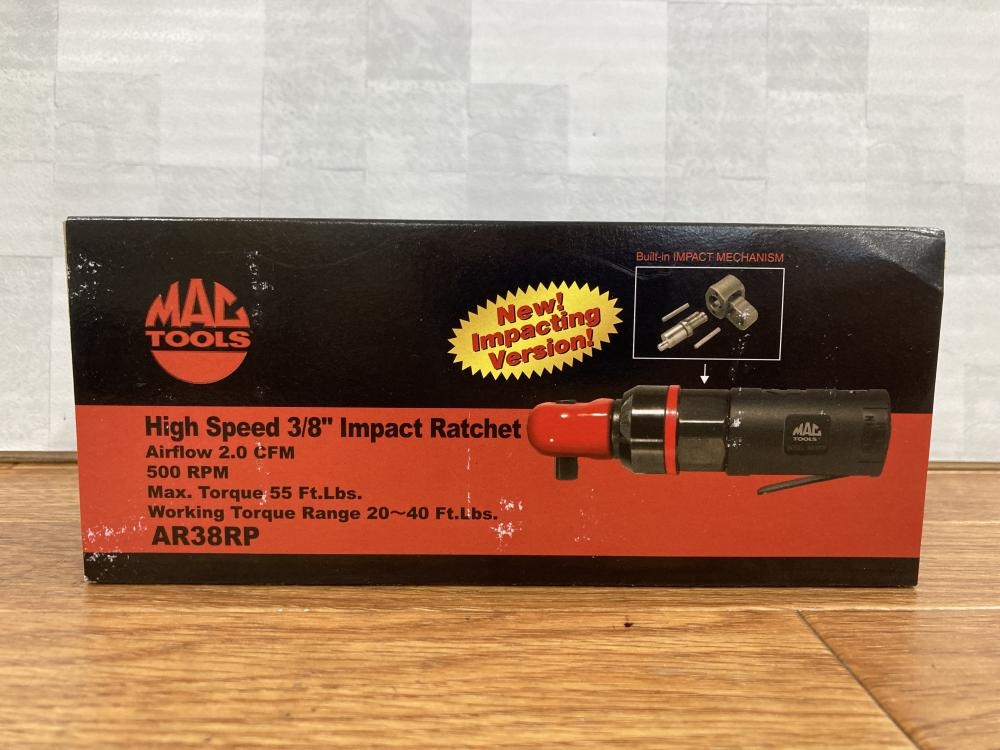 MAC
TOOLS
New!
Impacting
Version!
Built-in IMPACT MECHANISM
High Speed 3/8" Impact Ratchet
Airflow 2.0 CFM
500 RPM
Max. Torque 55 Ft.Lbs.
Working Torque Range 20~40 Ft.Lbs.
AR38RP
MAC
TOOLS